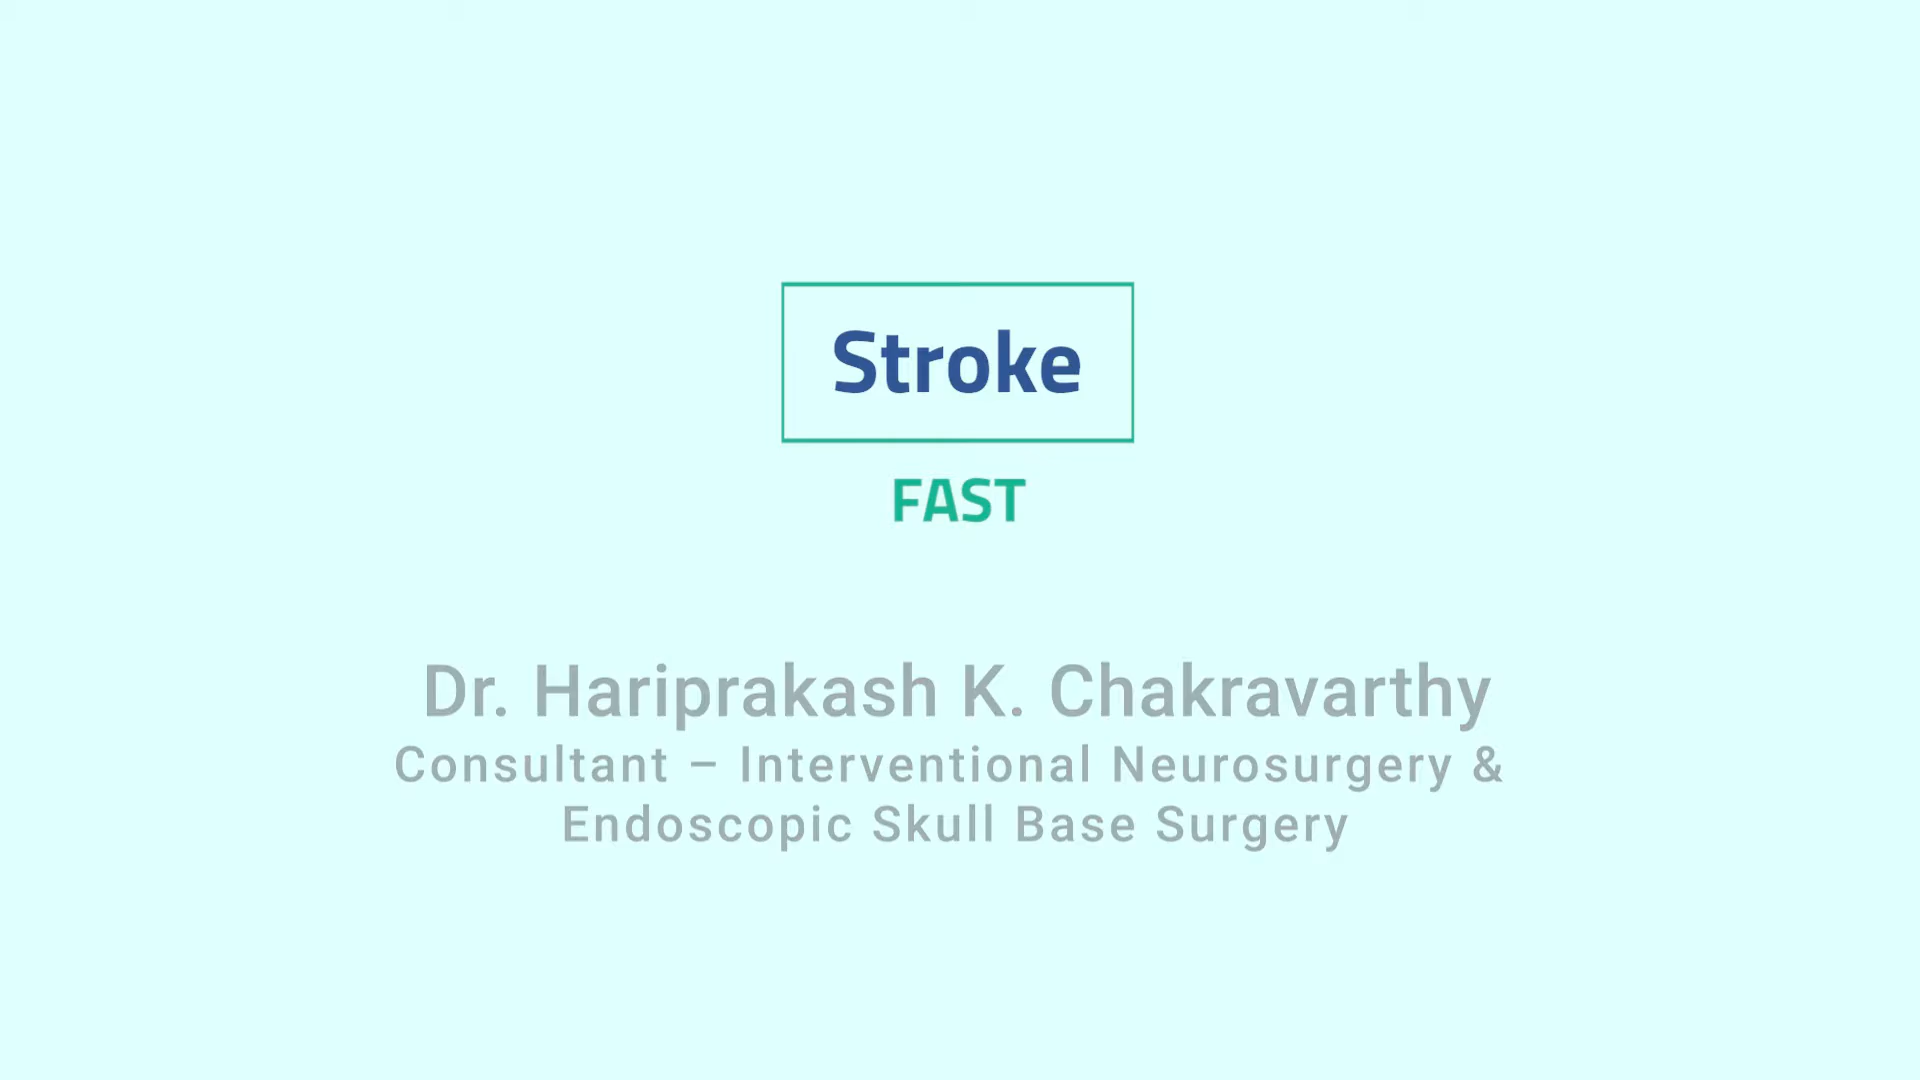 Stroke
FAST
Dr. Hariprakash K. Chakravarthy
Consultant – Interventional Neurosurgery &
Endoscopic Skull Base Surgery